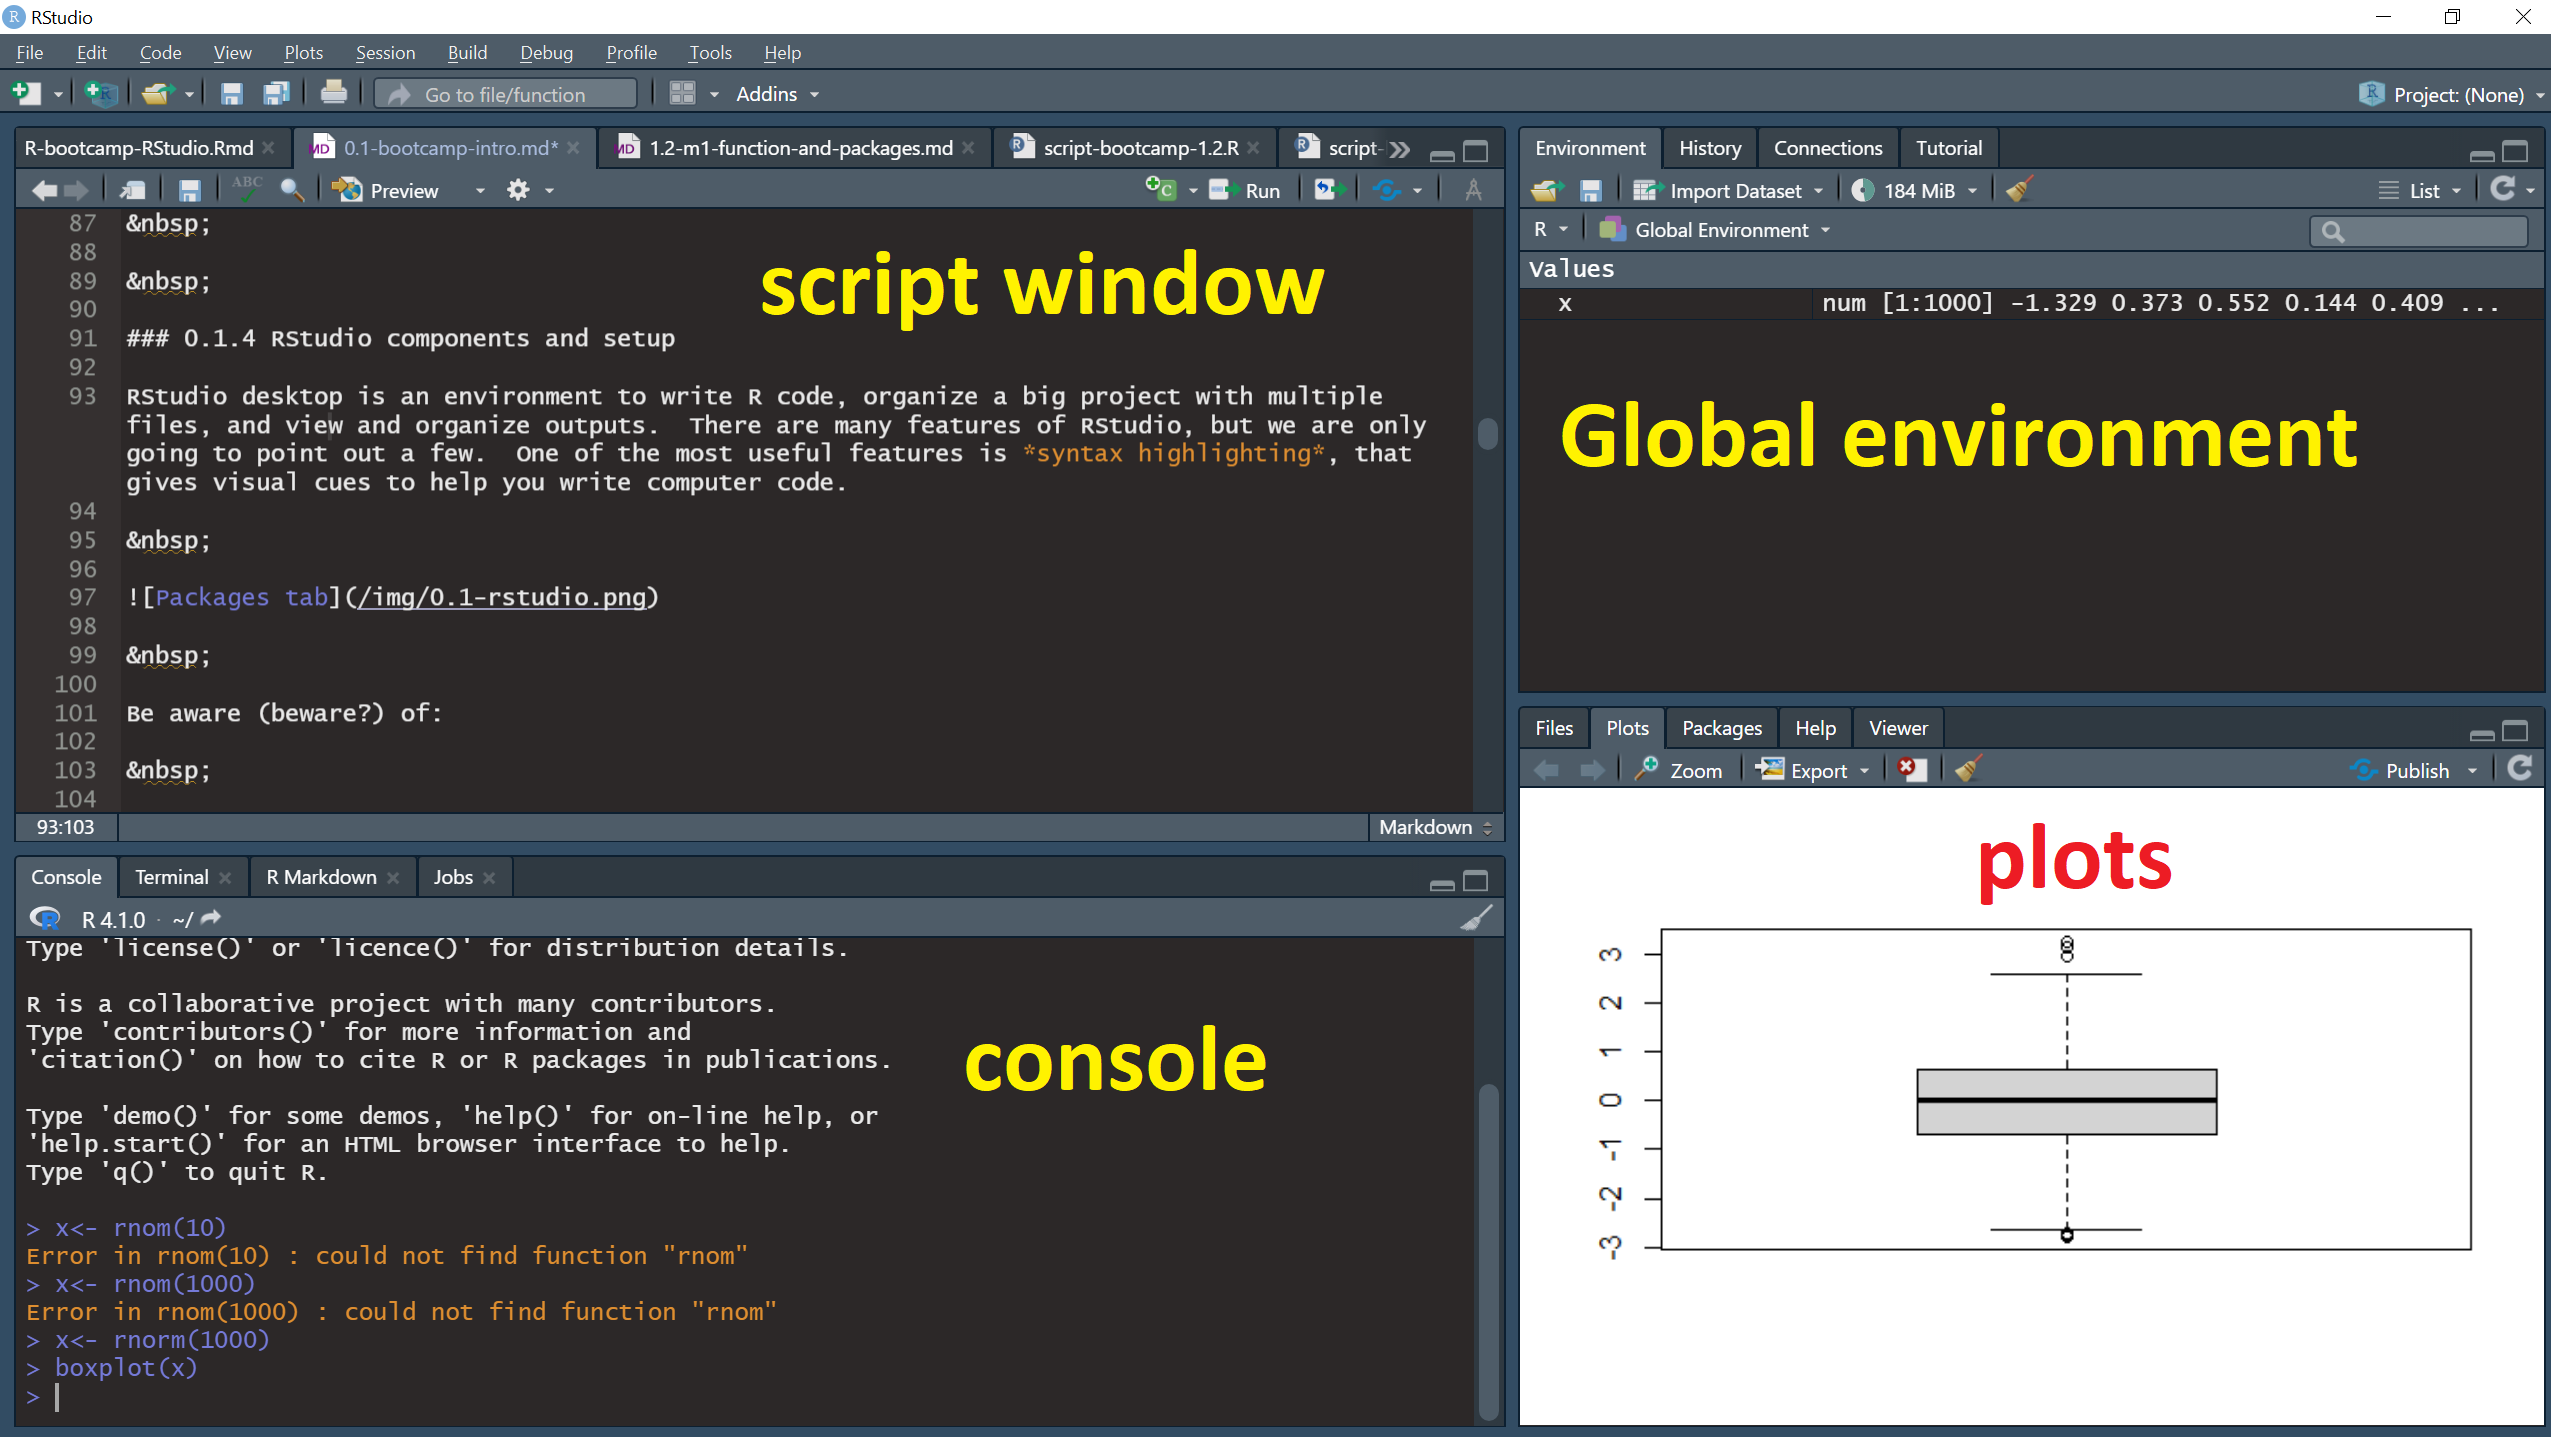 RStudio
File Edit Code View Plots Session Build Debug Profile Tools Help
Go to file/function Addins Project: (None)
R-bootcamp-RStudio.Rmd 0.1-bootcamp-intro.md* 1.2-m1-function-and-packages.md script-bootcamp-1.2.R script-
ABC Preview Run
87 &nbsp;
88
89 &nbsp;
90
91 ### 0.1.4 RStudio components and setup
92
93 RStudio desktop is an environment to write R code, organize a big project with multiple
files, and view and organize outputs.  There are many features of RStudio, but we are only
going to point out a few.  One of the most useful features is *syntax highlighting*, that
gives visual cues to help you write computer code.
94
95 &nbsp;
96
97 ![Packages tab](/img/0.1-rstudio.png)
98
99 &nbsp;
100
101 Be aware (beware?) of:
102
103 &nbsp;
104
script window
93:103 Markdown
Console Terminal R Markdown Jobs
R 4.1.0 · ~/
Type 'license()' or 'licence()' for distribution details.
R is a collaborative project with many contributors.
Type 'contributors()' for more information and
'citation()' on how to cite R or R packages in publications.
Type 'demo()' for some demos, 'help()' for on-line help, or
'help.start()' for an HTML browser interface to help.
Type 'q()' to quit R.
> x<- rnom(10)
Error in rnom(10) : could not find function "rnom"
> x<- rnom(1000)
Error in rnom(1000) : could not find function "rnom"
> x<- rnorm(1000)
> boxplot(x)
>
console
Environment History Connections Tutorial
Import Dataset 184 MiB List
R Global Environment
Values
x num [1:1000] -1.329 0.373 0.552 0.144 0.409 ...
Global environment
Files Plots Packages Help Viewer
Zoom Export Publish
plots
3
2
1
0
-1
-2
-3